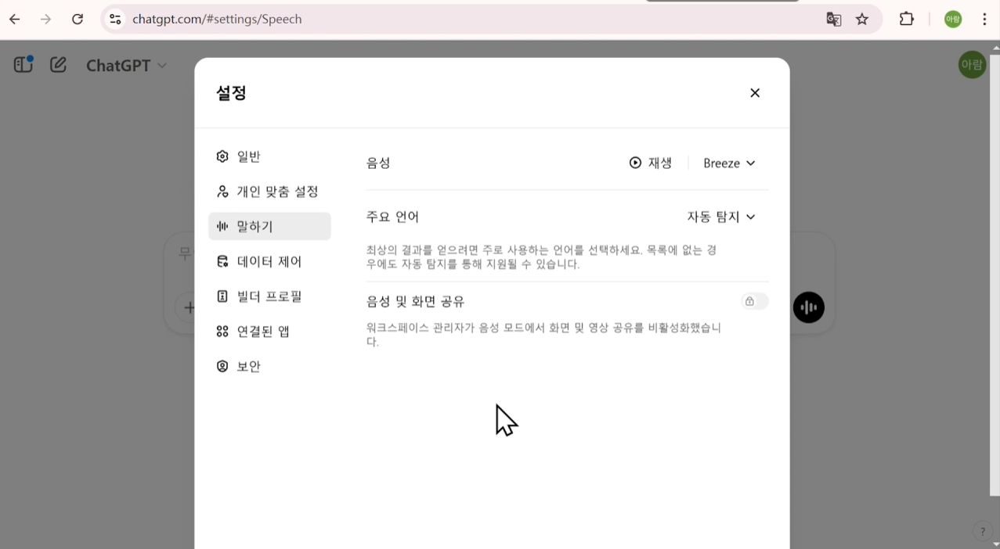 chatgpt.com/#settings/Speech
아람
ChatGPT
아람
설정
일반
개인 맞춤 설정
말하기
데이터 제어
빌더 프로필
연결된 앱
보안
음성
재생
Breeze
주요 언어
자동 탐지
최상의 결과를 얻으려면 주로 사용하는 언어를 선택하세요. 목록에 없는 경
우에도 자동 탐지를 통해 지원될 수 있습니다.
음성 및 화면 공유
워크스페이스 관리자가 음성 모드에서 화면 및 영상 공유를 비활성화했습니
다.
무
?